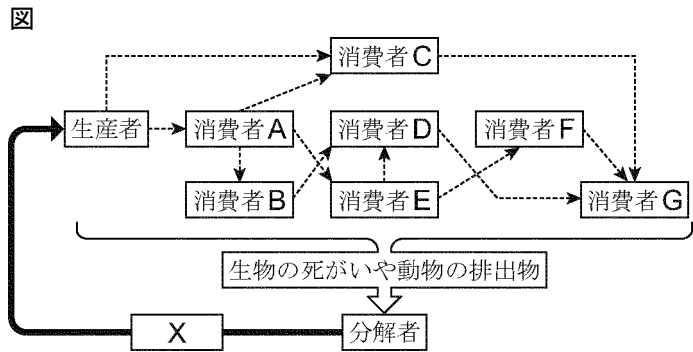 図
消費者C
生産者
消費者A
消費者D
消費者F
消費者B
消費者E
消費者G
生物の死がいや動物の排出物
X
分解者